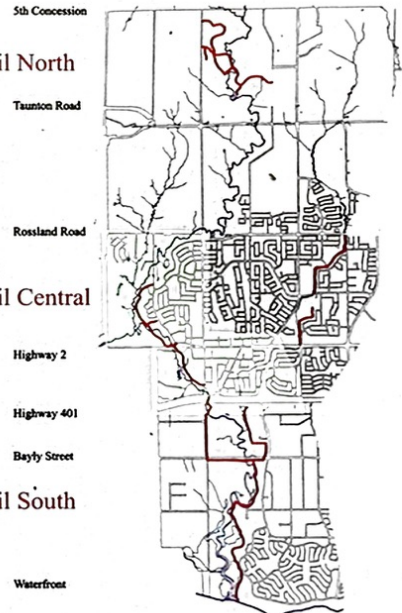 5th Concession
il North
Taunton Road
Rossland Road
il Central
Highway 2
Highway 401
Bayly Street
il South
Waterfront